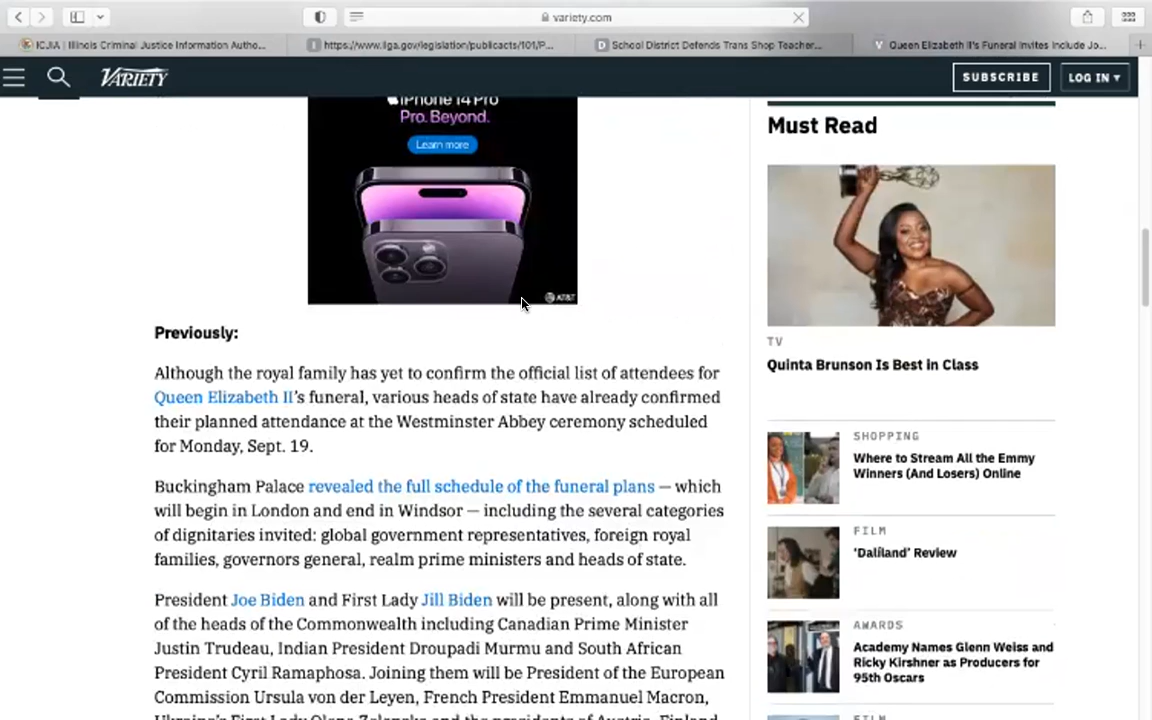 variety.com
ICJIA | Illinois Criminal Justice Information Autho...
https://www.ilga.gov/legislation/publicacts/101/P...
School District Defends Trans Shop Teacher...
Queen Elizabeth II's Funeral Invites Include Jo...
VARIETY
SUBSCRIBE
LOG IN
iPhone 14 Pro
Pro. Beyond.
Learn more
AT&T
Previously:
Although the royal family has yet to confirm the official list of attendees for
Queen Elizabeth II's funeral, various heads of state have already confirmed
their planned attendance at the Westminster Abbey ceremony scheduled
for Monday, Sept. 19.
Buckingham Palace revealed the full schedule of the funeral plans — which
will begin in London and end in Windsor — including the several categories
of dignitaries invited: global government representatives, foreign royal
families, governors general, realm prime ministers and heads of state.
President Joe Biden and First Lady Jill Biden will be present, along with all
of the heads of the Commonwealth including Canadian Prime Minister
Justin Trudeau, Indian President Droupadi Murmu and South African
President Cyril Ramaphosa. Joining them will be President of the European
Commission Ursula von der Leyen, French President Emmanuel Macron,
Ukraine's First Lady Olena Zelenska and the presidents of Austria, Finland,
Must Read
TV
Quinta Brunson Is Best in Class
SHOPPING
Where to Stream All the Emmy
Winners (And Losers) Online
FILM
'Daliland' Review
AWARDS
Academy Names Glenn Weiss and
Ricky Kirshner as Producers for
95th Oscars
FILM